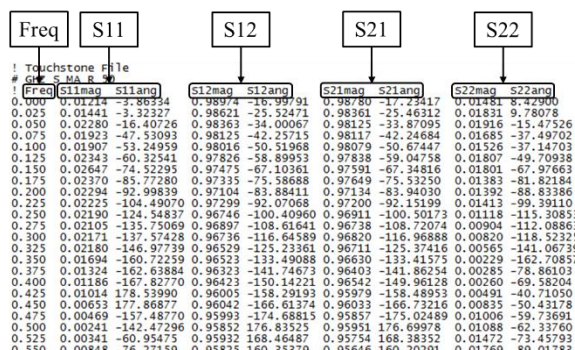 Freq S11 S12 S21 S22
! Touchstone File
# GHZ S MA R 50
! Freq S11mag S11ang S12mag S12ang S21mag S21ang S22mag S22ang
0.000 0.01214 -3.86334 0.98974 -16.99791 0.98780 -17.23417 0.01481 8.42900
0.025 0.01441 -3.32327 0.98621 -25.52471 0.98361 -25.46312 0.01831 9.78078
0.050 0.02280 -16.40726 0.98363 -34.00067 0.98125 -33.87095 0.01916 -15.47526
0.075 0.01923 -47.53093 0.98125 -42.25715 0.98117 -42.24684 0.01685 -37.49702
0.100 0.01907 -53.24959 0.98016 -50.51968 0.98079 -50.67447 0.01526 -37.14703
0.125 0.02343 -60.32541 0.97826 -58.89953 0.97838 -59.04758 0.01807 -49.70938
0.150 0.02647 -74.52295 0.97475 -67.10361 0.97591 -67.34816 0.01801 -67.97663
0.175 0.02370 -85.77280 0.97335 -75.58688 0.97649 -75.53250 0.01383 -81.82184
0.200 0.02294 -92.99839 0.97104 -83.88411 0.97134 -83.94030 0.01392 -88.83386
0.225 0.02225 -104.49070 0.97299 -92.07068 0.97200 -92.15199 0.01413 -99.39110
0.250 0.02190 -124.54837 0.96746 -100.40960 0.96911 -100.50173 0.01118 -115.3085
0.275 0.02105 -135.75069 0.96897 -108.61641 0.96738 -108.72074 0.00904 -112.0886
0.300 0.02171 -137.57428 0.96736 -116.64589 0.96820 -116.96888 0.00820 -118.5232
0.325 0.02180 -146.97739 0.96529 -125.23361 0.96711 -125.37416 0.00565 -141.0673
0.350 0.01694 -160.72259 0.96523 -133.49088 0.96630 -133.41575 0.00229 -162.7085
0.375 0.01324 -162.63884 0.96327 -141.74673 0.96403 -141.86254 0.00285 -78.86103
0.400 0.01186 -167.82770 0.96413 -150.14221 0.96542 -149.96128 0.00260 -69.58204
0.425 0.01014 178.53990 0.96005 -158.29193 0.95979 -158.48953 0.00491 -40.71050
0.450 0.00653 177.86877 0.96042 -166.61374 0.96033 -166.73216 0.00835 -50.43178
0.475 0.00469 -157.48770 0.95993 -174.68815 0.95857 -175.02489 0.01006 -59.73691
0.500 0.00241 -142.47296 0.95852 176.83525 0.95951 176.69978 0.01088 -62.33760
0.525 0.00341 -60.95475 0.95932 168.46487 0.95754 168.38352 0.01472 -73.45793